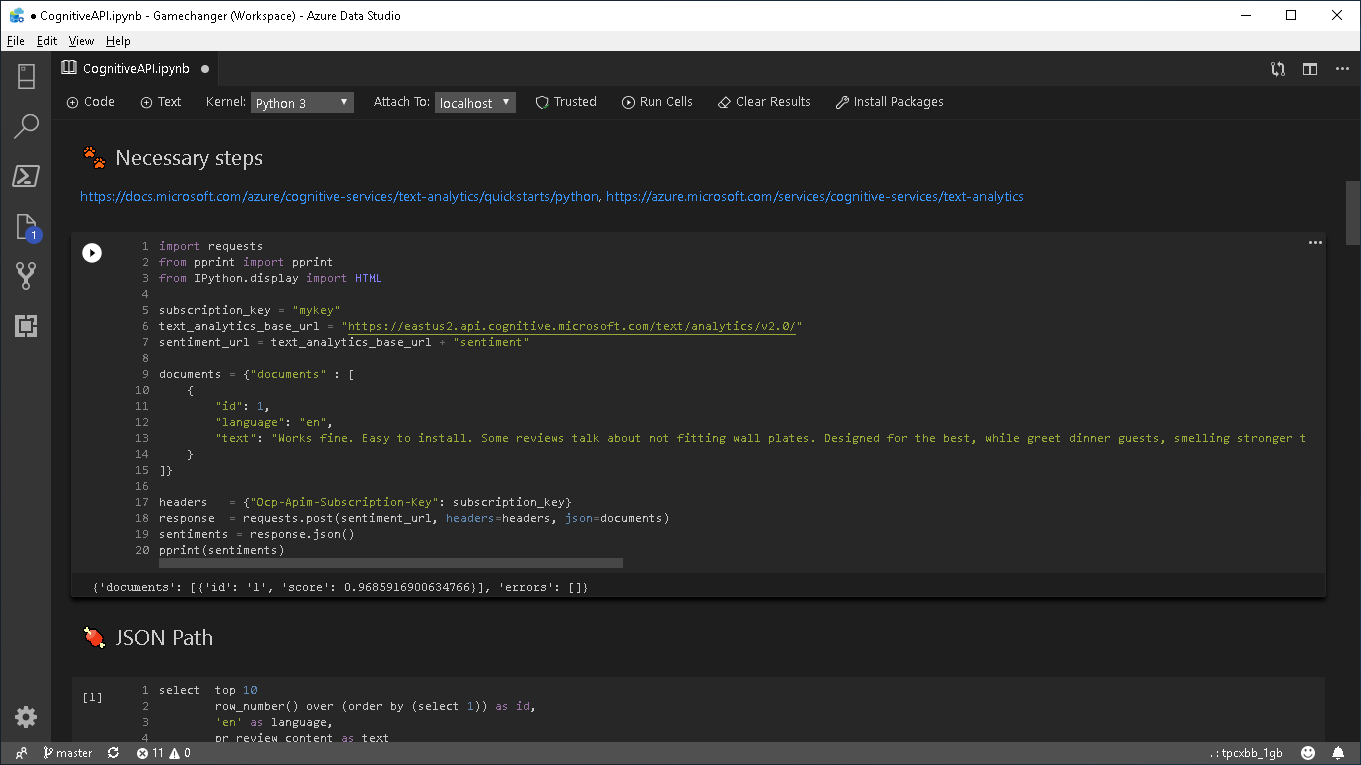 ● CognitiveAPI.ipynb - Gamechanger (Workspace) - Azure Data Studio
File Edit View Help
CognitiveAPI.ipynb ●
Code Text Kernel: Python 3 Attach To: localhost Trusted Run Cells Clear Results Install Packages
Necessary steps
https://docs.microsoft.com/azure/cognitive-services/text-analytics/quickstarts/python, https://azure.microsoft.com/services/cognitive-services/text-analytics
1 import requests
2 from pprint import pprint
3 from IPython.display import HTML
4
5 subscription_key = "mykey"
6 text_analytics_base_url = "https://eastus2.api.cognitive.microsoft.com/text/analytics/v2.0/"
7 sentiment_url = text_analytics_base_url + "sentiment"
8
9 documents = {"documents" : [
10 {
11 "id": 1,
12 "language": "en",
13 "text": "Works fine. Easy to install. Some reviews talk about not fitting wall plates. Designed for the best, while greet dinner guests, smelling stronger t
14 }
15 ]}
16
17 headers = {"Ocp-Apim-Subscription-Key": subscription_key}
18 response = requests.post(sentiment_url, headers=headers, json=documents)
19 sentiments = response.json()
20 pprint(sentiments)
{'documents': [{'id': '1', 'score': 0.9685916900634766}], 'errors': []}
JSON Path
[1]
1 select top 10
2 row_number() over (order by (select 1)) as id,
3 'en' as language,
4 pr_review_content as text
1
master 11 0 .:tpcxbb_1gb